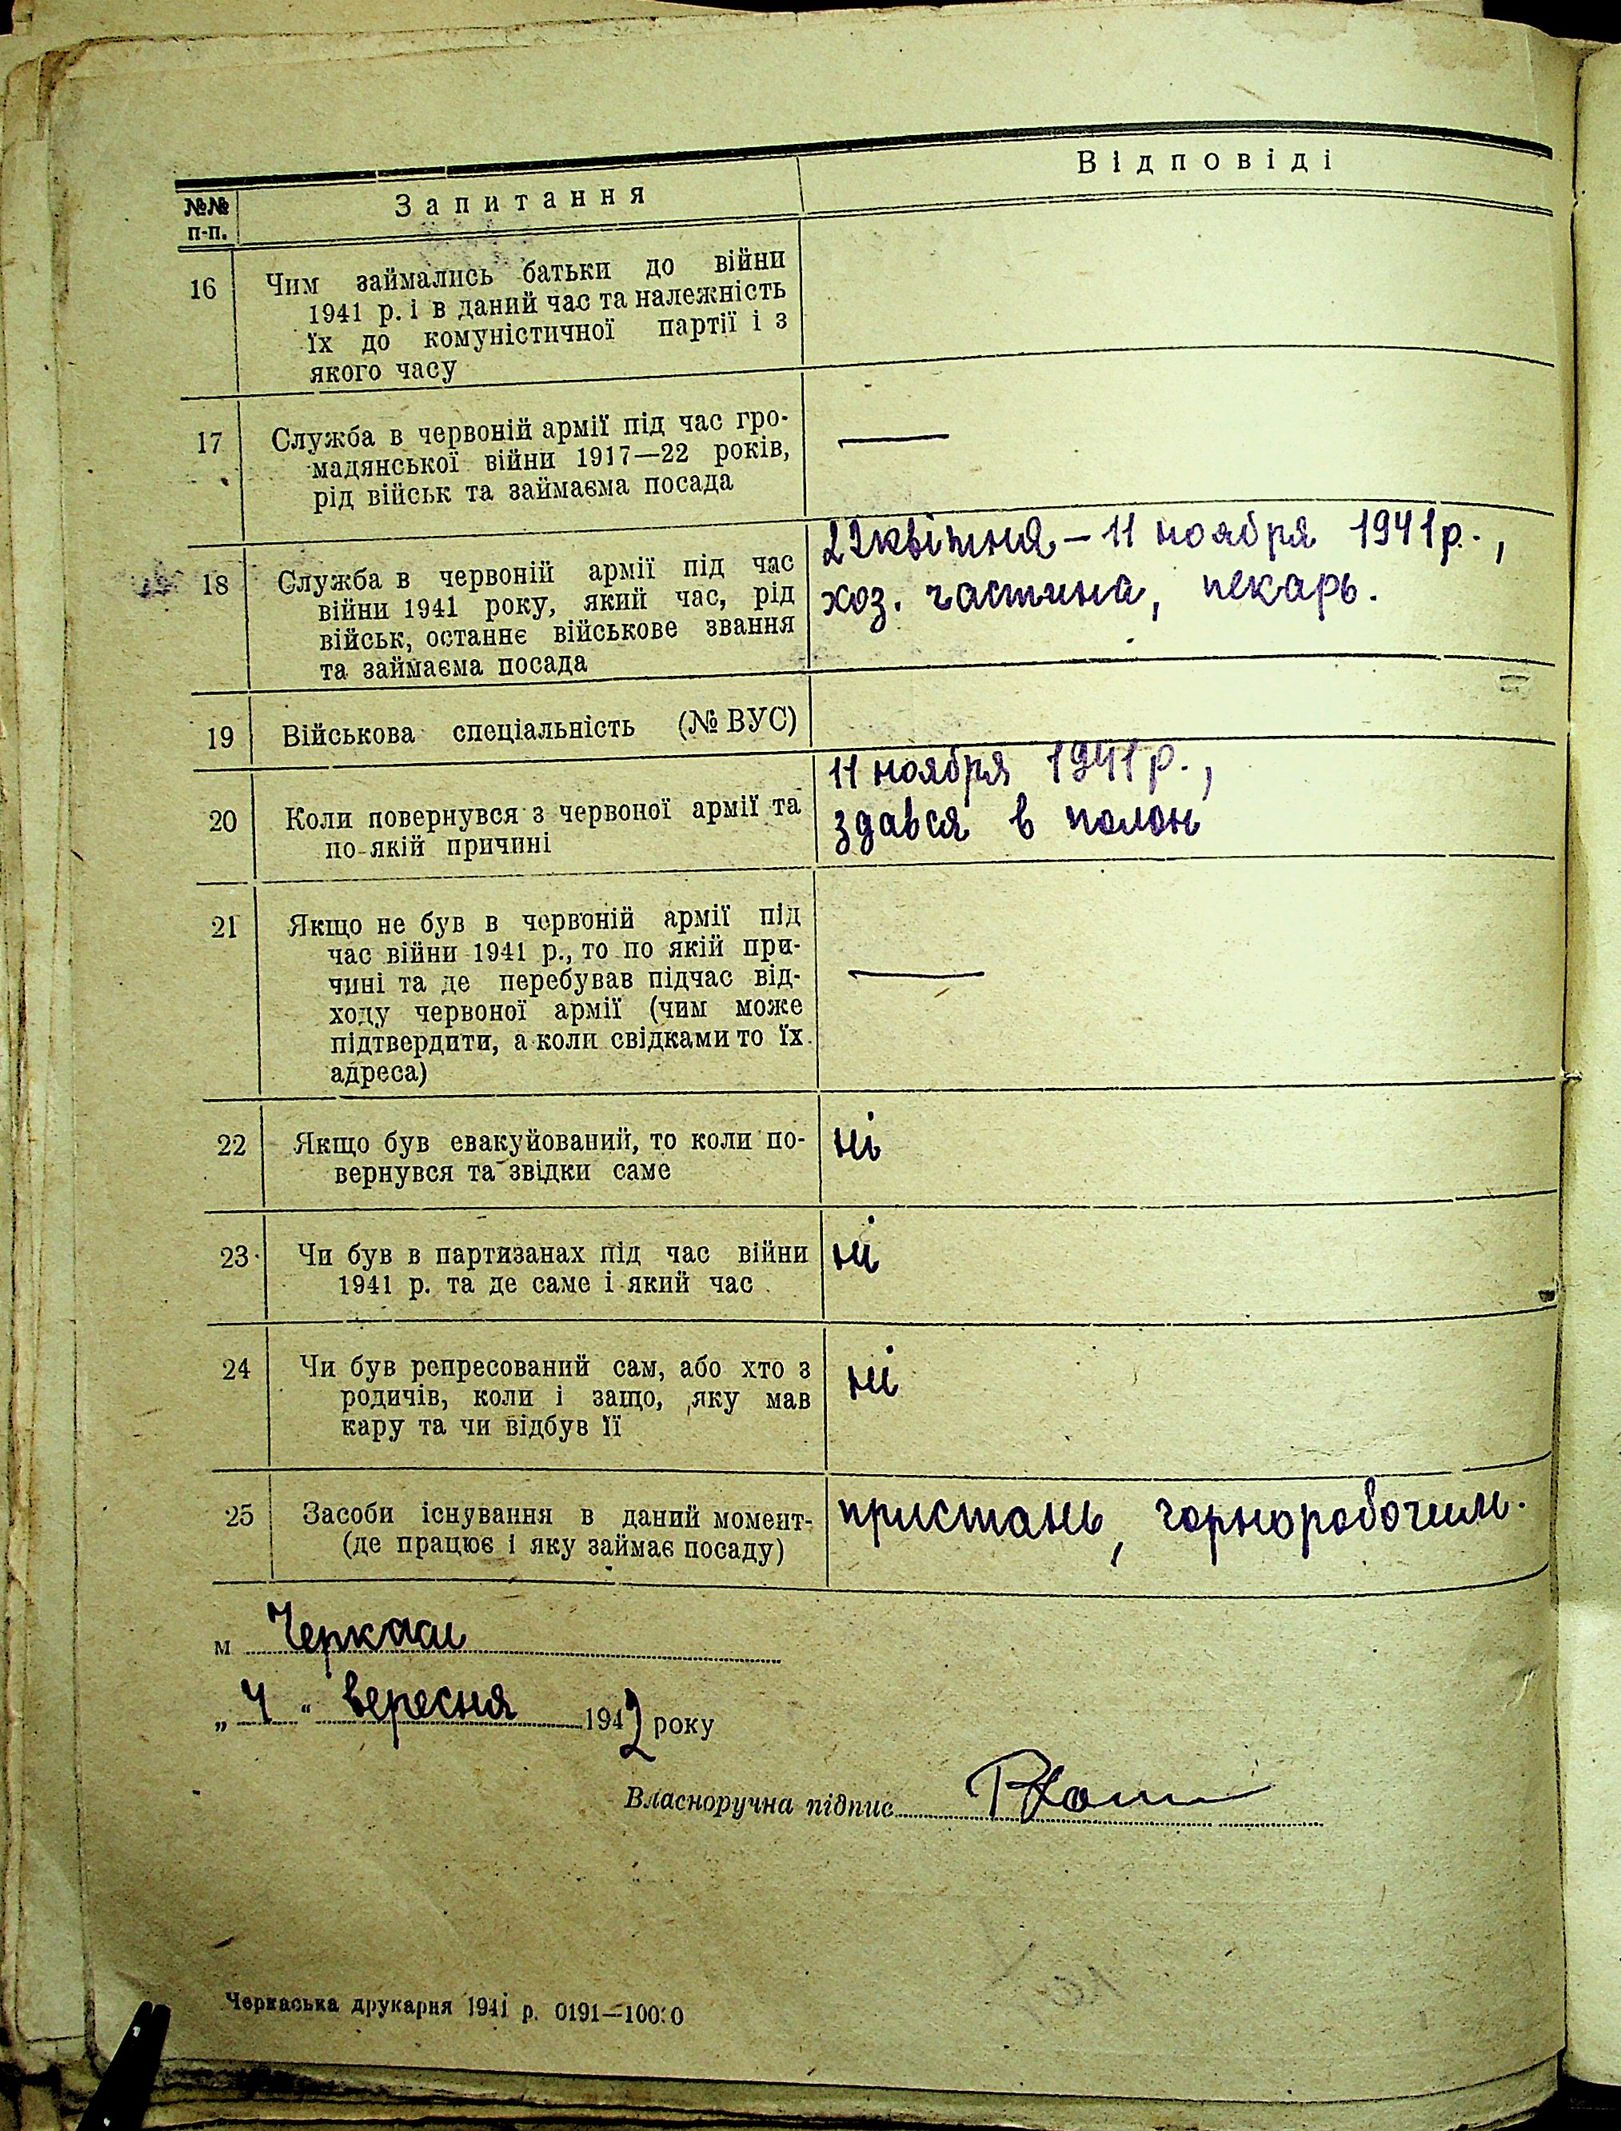 №№ п-п.
Запитання
Відповіді
16
Чим займались батьки до війни
1941 р. і в даний час та належність
їх до комуністичної партії і з
якого часу
17
Служба в червоній армії під час гро-
мадянської війни 1917—22 років,
рід військ та займаєма посада
—
18
Служба в червоній армії під час
війни 1941 року, який час, рід
військ, останнє військове звання
та займаєма посада
22 квітня – 11 ноября 1941 р.,
хоз. частина, пекарь.
19
Військова спеціальність (№ ВУС)
20
Коли повернувся з червоної армії та
по-якій причині
11 ноября 1941 р.,
здався в полон
21
Якщо не був в червоній армії під
час війни 1941 р., то по якій при-
чині та де перебував підчас від-
ходу червоної армії (чим може
підтвердити, а коли свідками то їх
адреса)
—
22
Якщо був евакуйований, то коли по-
вернувся та звідки саме
ні
23
Чи був в партизанах під час війни
1941 р. та де саме і який час
ні
24
Чи був репресований сам, або хто з
родичів, коли і защо, яку мав
кару та чи відбув її
ні
25
Засоби існування в даний момент-
(де працює і яку займає посаду)
пристань, чорноробочим.
м Черкаси
„ 4 “ вересня 1942 року
Власноручна підпис
Черкаська друкарня 1941 р. 0191—10000